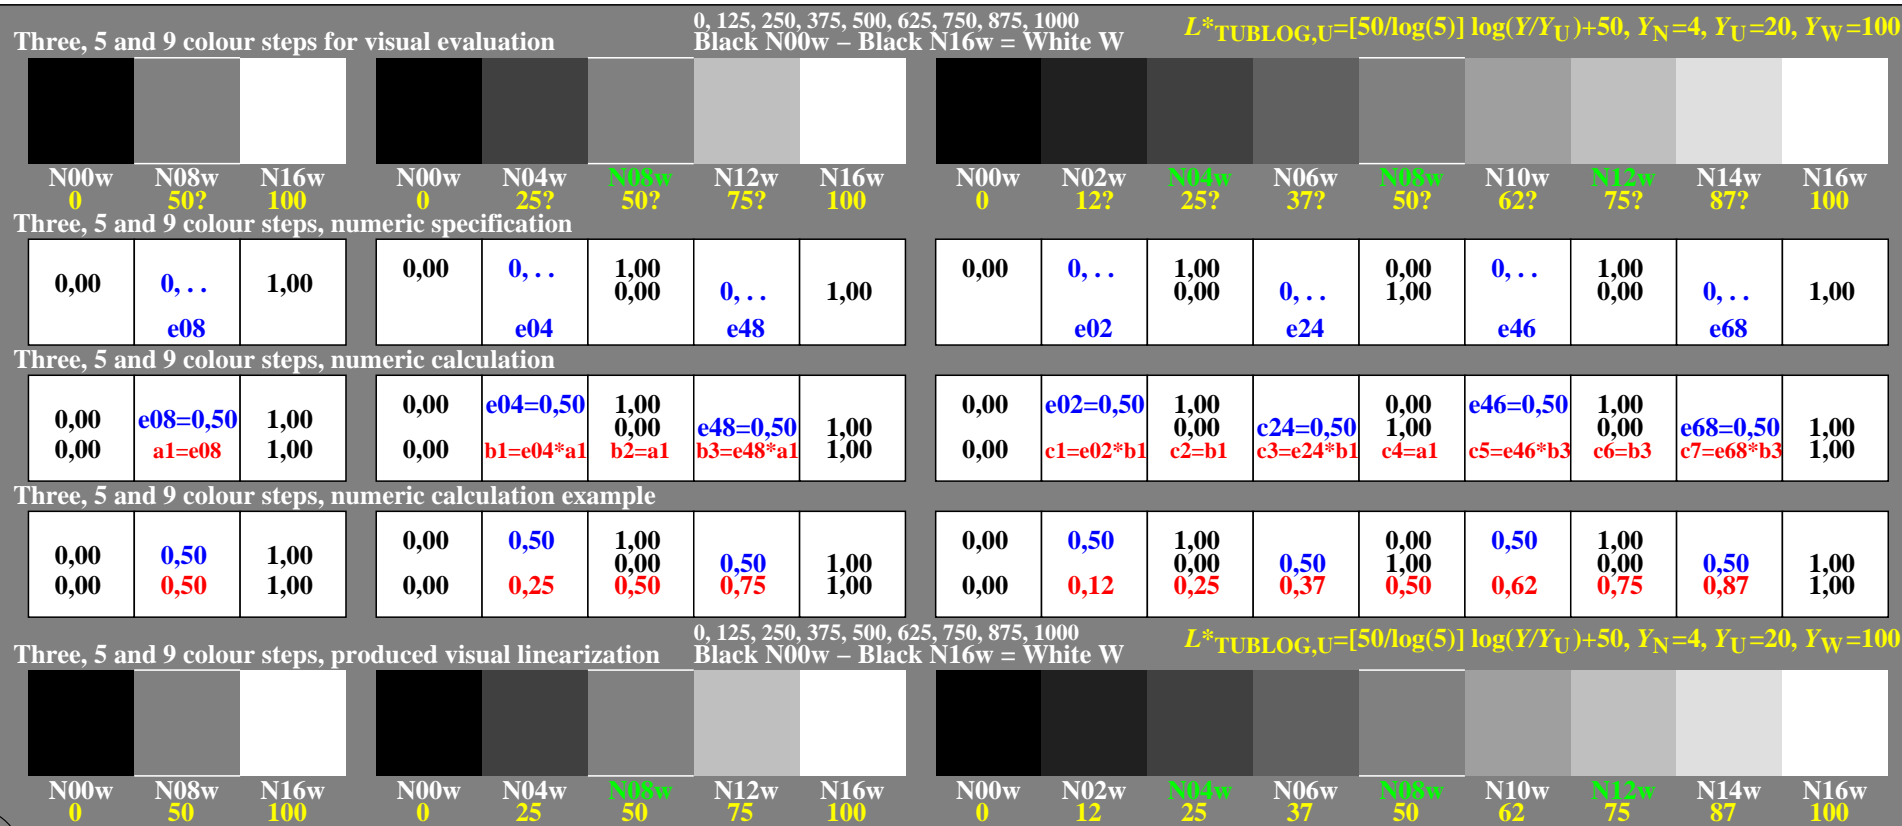 Three, 5 and 9 colour steps for visual evaluation
0, 125, 250, 375, 500, 625, 750, 875, 1000
Black N00w – Black N16w = White W
L*TUBLOG,U=[50/log(5)] log(Y/YU)+50, YN=4, YU=20, YW=100
N00w N08w N16w N00w N04w N08w N12w N16w N00w N02w N04w N06w N08w N10w N12w N14w N16w
0 50? 100 0 25? 50? 75? 100 0 12? 25? 37? 50? 62? 75? 87? 100
Three, 5 and 9 colour steps, numeric specification
0,00 0, . . 1,00
e08
0,00 0, . . 1,00
0,00 0, . . 1,00
e04 e48
0,00 0, . . 1,00 0,00 0, . . 1,00
0,00 0, . . 1,00 0,00 0, . . 1,00
e02 e24 e46 e68
Three, 5 and 9 colour steps, numeric calculation
0,00 e08=0,50 1,00
0,00 a1=e08 1,00
0,00 e04=0,50 1,00
0,00 e48=0,50 1,00
0,00 b1=e04*a1 b2=a1 b3=e48*a1 1,00
0,00 e02=0,50 1,00 0,00 e46=0,50 1,00
0,00 c24=0,50 1,00 0,00 e68=0,50 1,00
0,00 c1=e02*b1 c2=b1 c3=e24*b1 c4=a1 c5=e46*b3 c6=b3 c7=e68*b3 1,00
Three, 5 and 9 colour steps, numeric calculation example
0,00 0,50 1,00
0,00 0,50 1,00
0,00 0,50 1,00
0,00 0,50 1,00
0,00 0,25 0,50 0,75 1,00
0,00 0,50 1,00 0,00 0,50 1,00
0,00 0,50 1,00 0,00 0,50 1,00
0,00 0,12 0,25 0,37 0,50 0,62 0,75 0,87 1,00
Three, 5 and 9 colour steps, produced visual linearization
0, 125, 250, 375, 500, 625, 750, 875, 1000
Black N00w – Black N16w = White W
L*TUBLOG,U=[50/log(5)] log(Y/YU)+50, YN=4, YU=20, YW=100
N00w N08w N16w N00w N04w N08w N12w N16w N00w N02w N04w N06w N08w N10w N12w N14w N16w
0 50 100 0 25 50 75 100 0 12 25 37 50 62 75 87 100